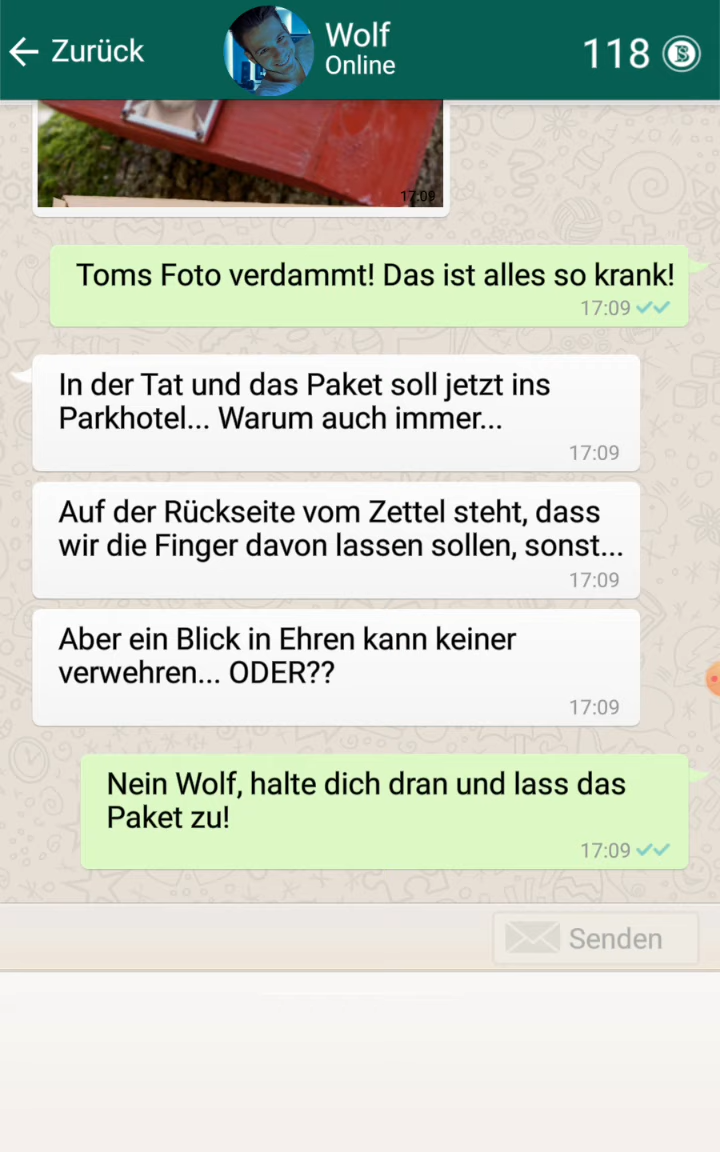 Zurück
Wolf
Online
118
17:09
Toms Foto verdammt! Das ist alles so krank!
17:09
In der Tat und das Paket soll jetzt ins
Parkhotel... Warum auch immer...
17:09
Auf der Rückseite vom Zettel steht, dass
wir die Finger davon lassen sollen, sonst...
17:09
Aber ein Blick in Ehren kann keiner
verwehren... ODER??
17:09
Nein Wolf, halte dich dran und lass das
Paket zu!
17:09
Senden